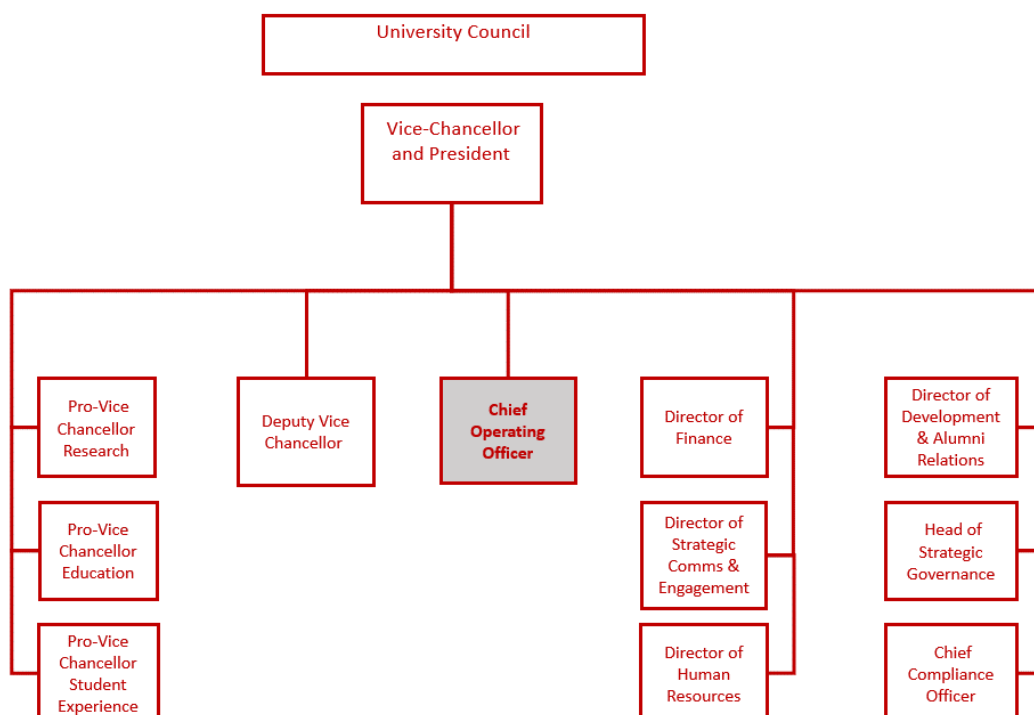 University Council
Vice-Chancellor
and President
Pro-Vice
Chancellor
Research
Deputy Vice
Chancellor
Chief
Operating
Officer
Director of
Finance
Director of
Development
& Alumni
Relations
Pro-Vice
Chancellor
Education
Director of
Strategic
Comms &
Engagement
Head of
Strategic
Governance
Pro-Vice
Chancellor
Student
Experience
Director of
Human
Resources
Chief
Compliance
Officer